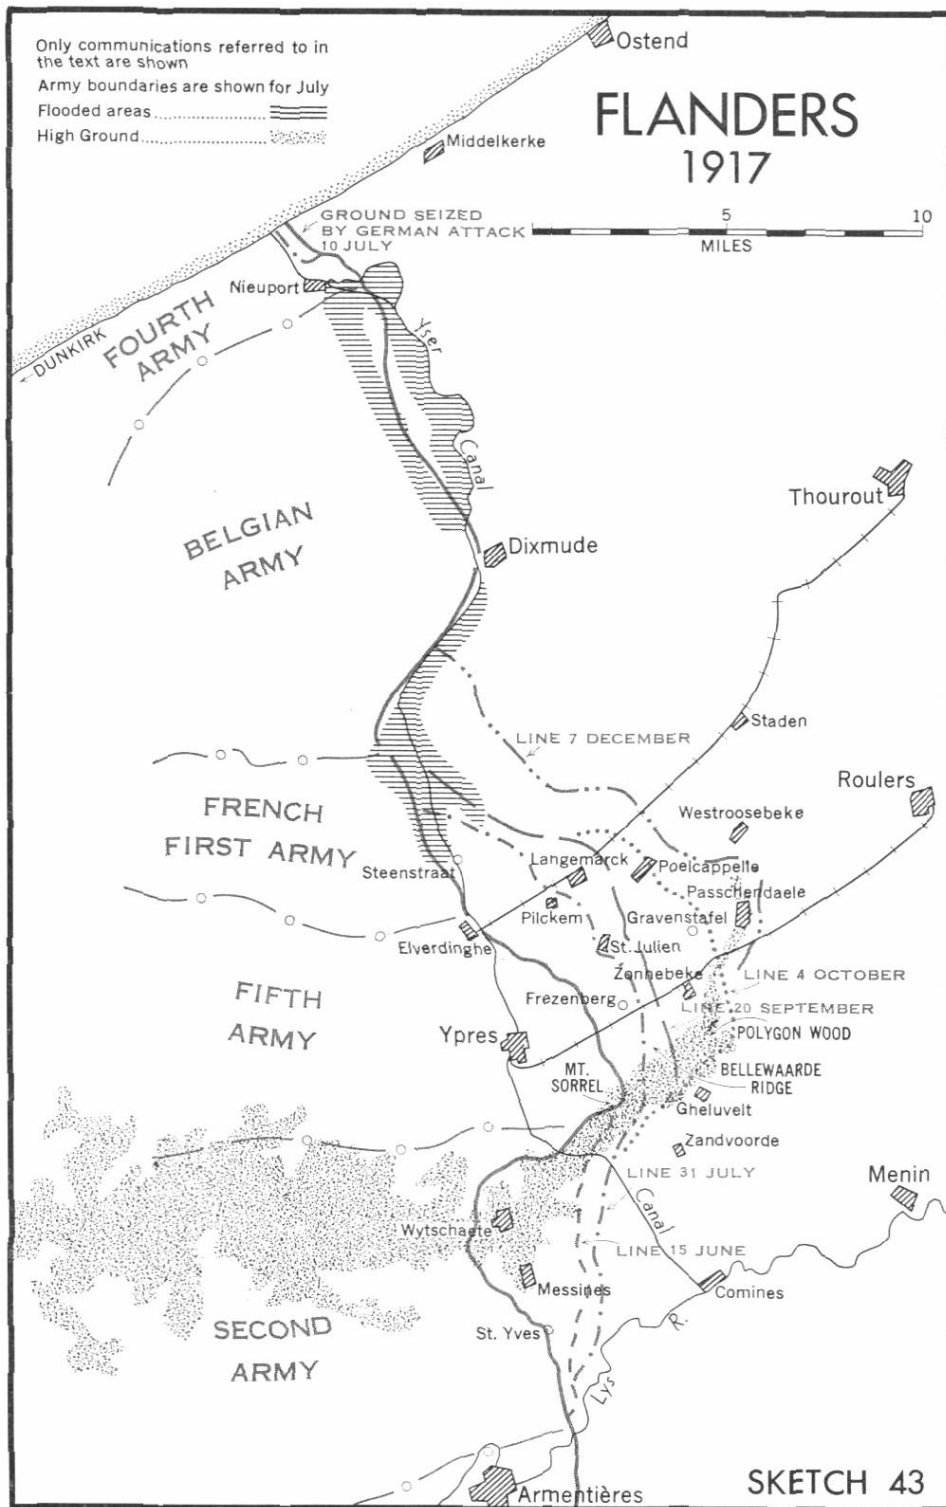 Only communications referred to in
the text are shown
Army boundaries are shown for July
Flooded areas ...............
High Ground ...............
FLANDERS
1917
5
10
MILES
Ostend
Middelkerke
GROUND SEIZED
BY GERMAN ATTACK
10 JULY
Nieuport
DUNKIRK
FOURTH
ARMY
Yser
Canal
Thourout
BELGIAN
ARMY
Dixmude
Staden
LINE 7 DECEMBER
Roulers
Westroosebeke
FRENCH
FIRST ARMY
Steenstraat
Langemarck
Poelcappelle
Passchendaele
Pilckem
Gravenstafel
Elverdinghe
St. Julien
Zonnebeke
LINE 4 OCTOBER
FIFTH
ARMY
Frezenberg
LINE 20 SEPTEMBER
POLYGON WOOD
Ypres
MT.
SORREL
BELLEWAARDE
RIDGE
Gheluvelt
Zandvoorde
LINE 31 JULY
Menin
Canal
Wytschaete
LINE 15 JUNE
Messines
Comines
SECOND
ARMY
St. Yves
Lys
R.
Armentières
SKETCH 43